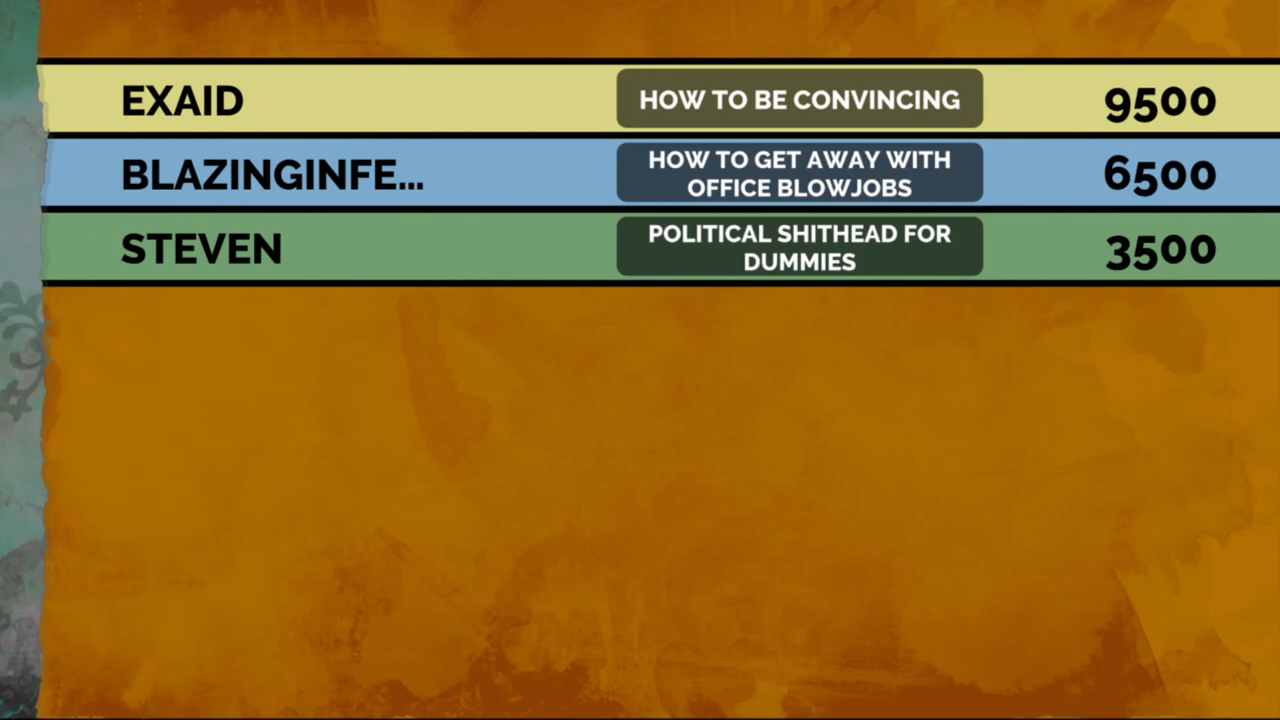 EXAID
HOW TO BE CONVINCING
9500
BLAZINGINFE...
HOW TO GET AWAY WITH
OFFICE BLOWJOBS
6500
STEVEN
POLITICAL SHITHEAD FOR
DUMMIES
3500